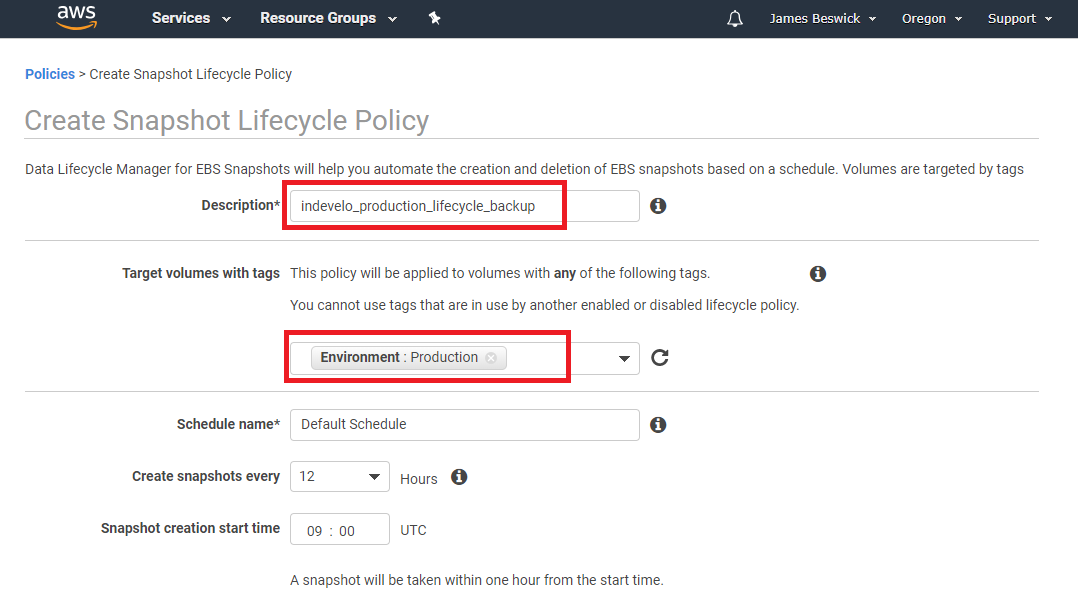 aws Services Resource Groups James Beswick Oregon Support
Policies > Create Snapshot Lifecycle Policy
Create Snapshot Lifecycle Policy
Data Lifecycle Manager for EBS Snapshots will help you automate the creation and deletion of EBS snapshots based on a schedule. Volumes are targeted by tags
Description* indevelo_production_lifecycle_backup
Target volumes with tags This policy will be applied to volumes with any of the following tags.
You cannot use tags that are in use by another enabled or disabled lifecycle policy.
Environment : Production
Schedule name* Default Schedule
Create snapshots every 12 Hours
Snapshot creation start time 09 : 00 UTC
A snapshot will be taken within one hour from the start time.